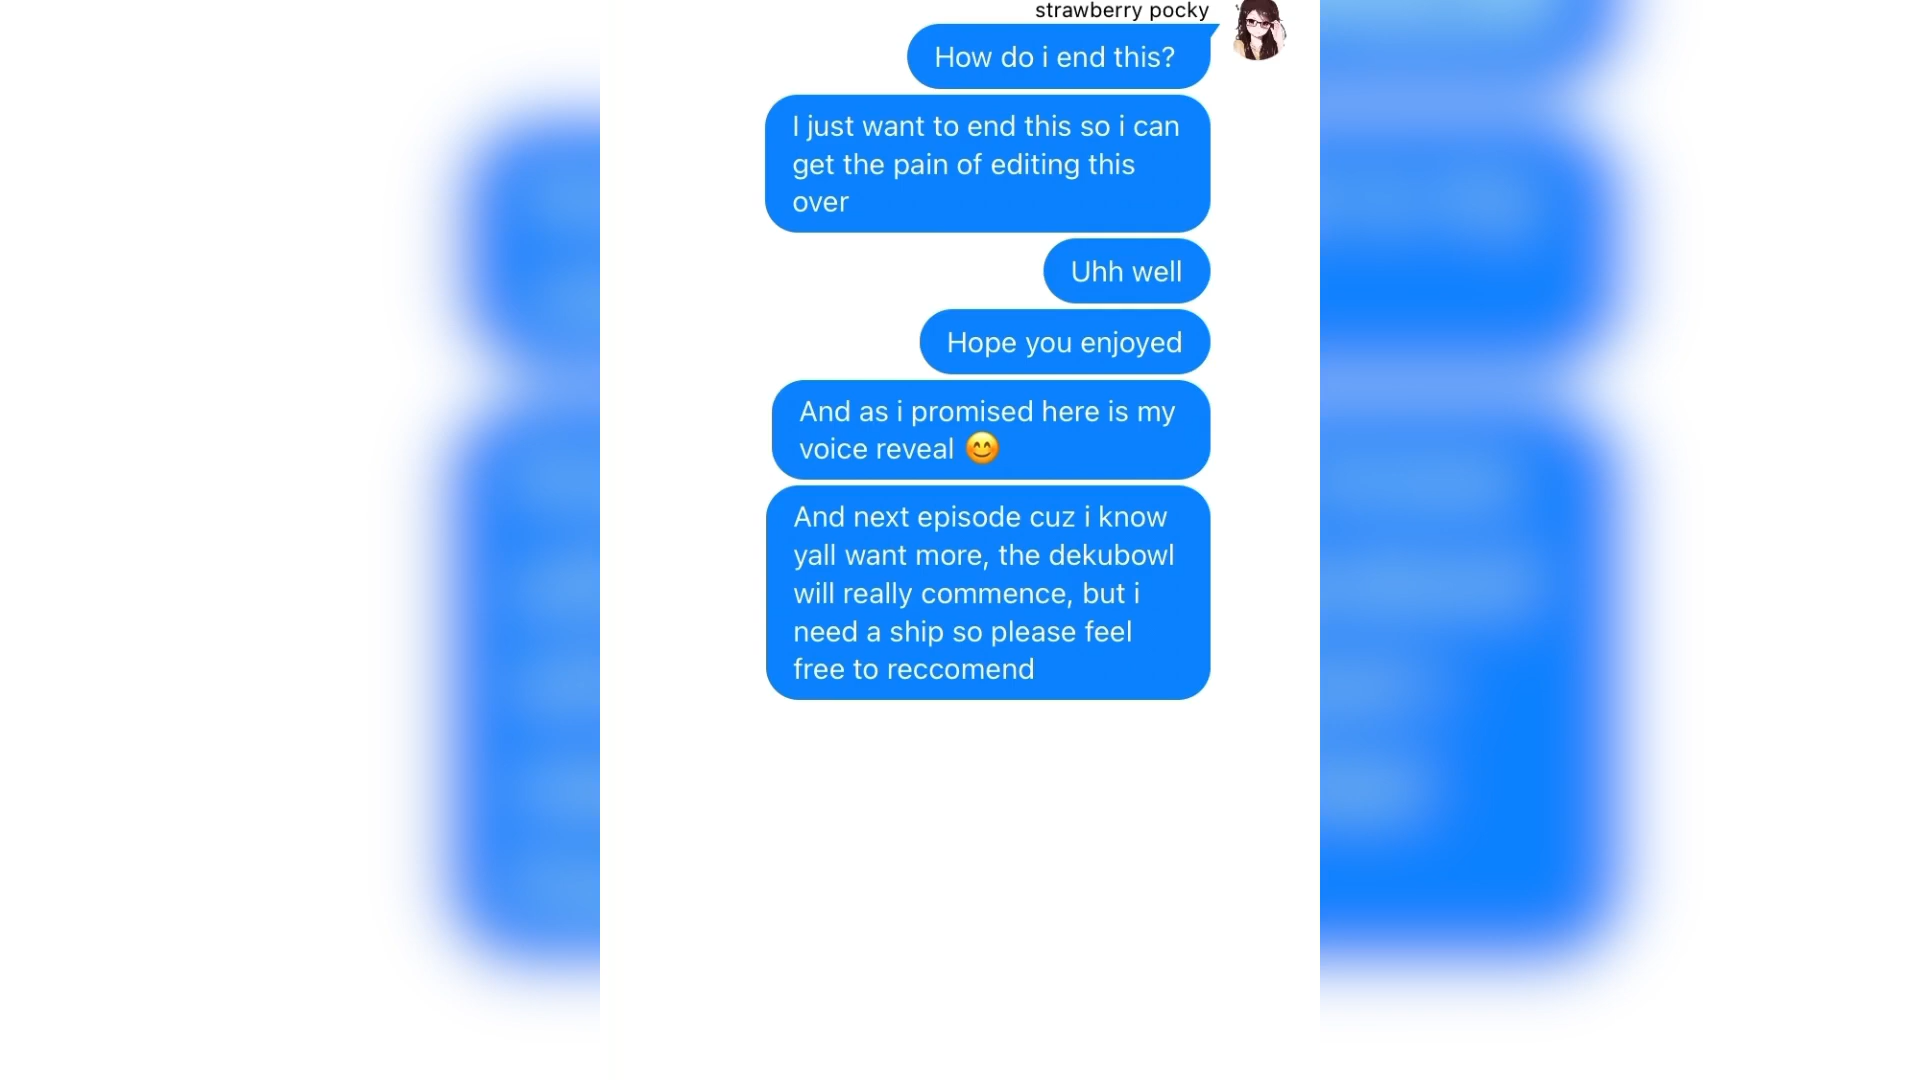 strawberry pocky
How do i end this?
I just want to end this so i can
get the pain of editing this
over
Uhh well
Hope you enjoyed
And as i promised here is my
voice reveal 😊
And next episode cuz i know
yall want more, the dekubowl
will really commence, but i
need a ship so please feel
free to reccomend